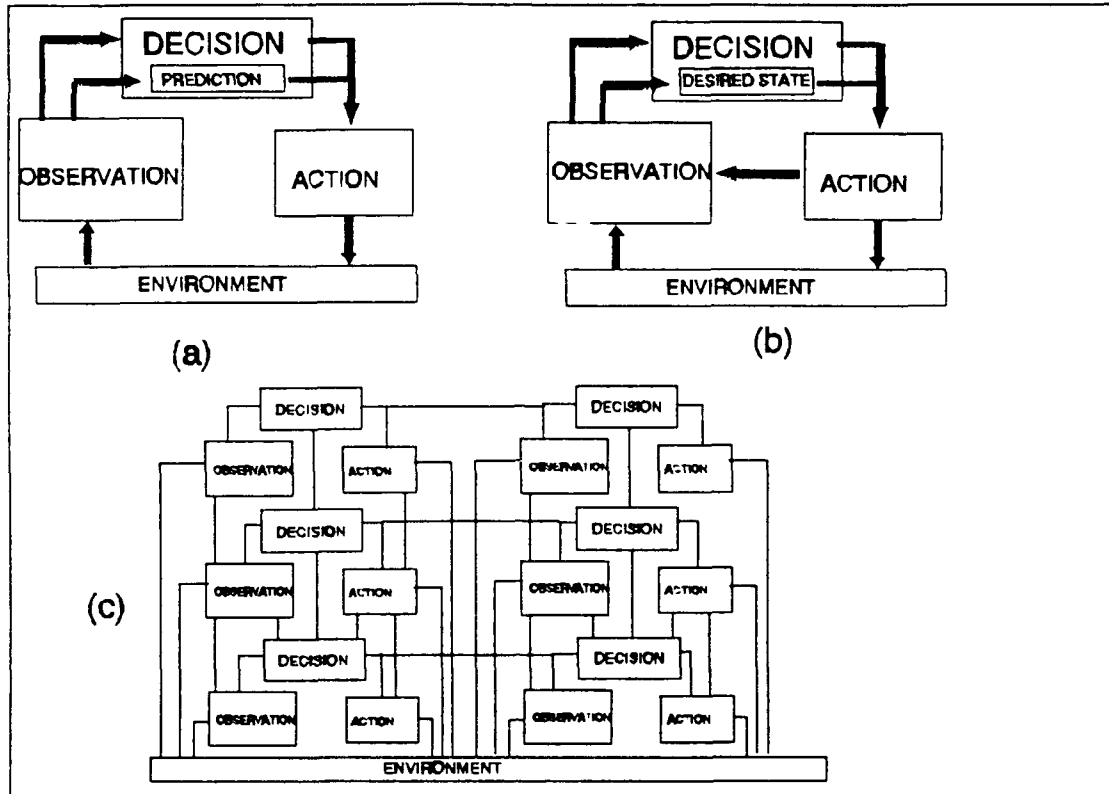 DECISION
PREDICTION
OBSERVATION
ACTION
ENVIRONMENT
(a)
DECISION
DESIRED STATE
OBSERVATION
ACTION
ENVIRONMENT
(b)
(c)
DECISION
DECISION
OBSERVATION
ACTION
OBSERVATION
ACTION
DECISION
DECISION
OBSERVATION
ACTION
OBSERVATION
ACTION
DECISION
DECISION
OBSERVATION
ACTION
OBSERVATION
ACTION
ENVIRONMENT